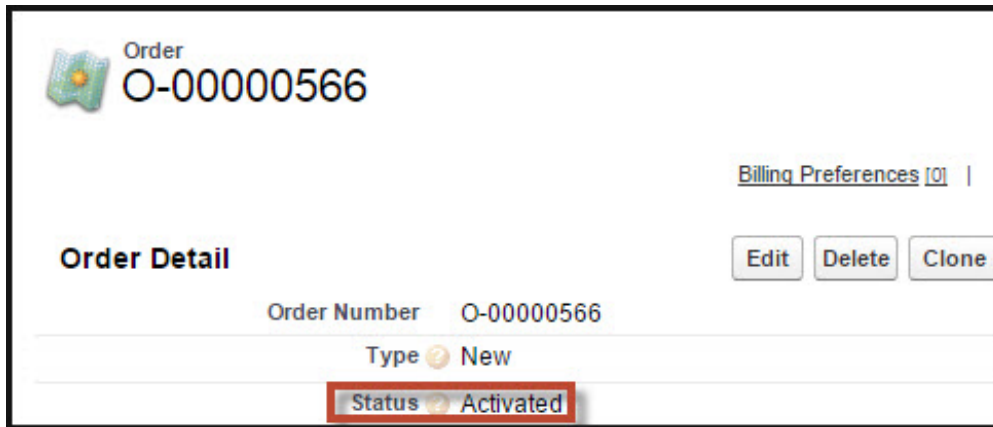 Order
O-00000566
Billing Preferences [0] |
Order Detail
Edit Delete Clone
Order Number O-00000566
Type ? New
Status ? Activated